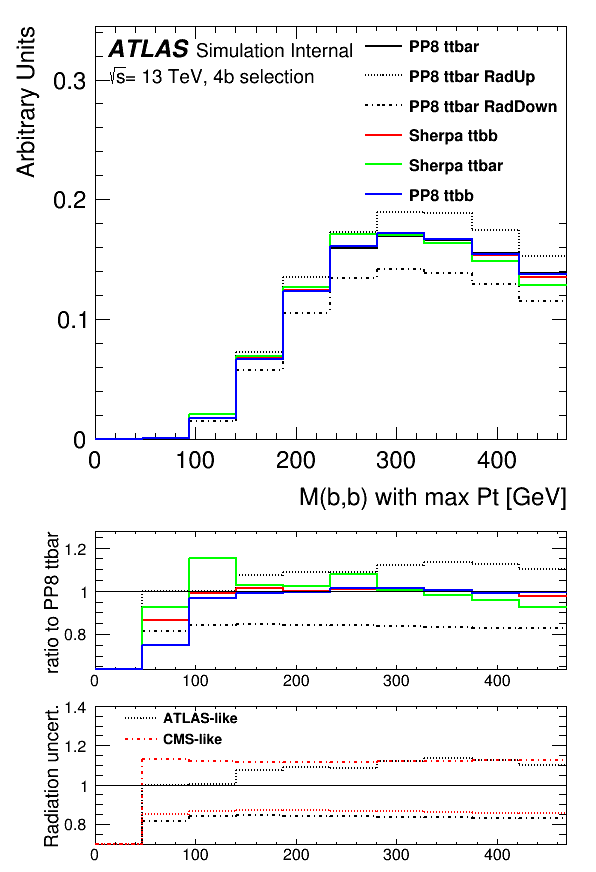 ATLAS Simulation Internal
√s= 13 TeV, 4b selection
PP8 ttbar
PP8 ttbar RadUp
PP8 ttbar RadDown
Sherpa ttbb
Sherpa ttbar
PP8 ttbb
Arbitrary Units
0.3
0.2
0.1
0
0 100 200 300 400
M(b,b) with max Pt [GeV]
ratio to PP8 ttbar
1.2
1
0.8
0 100 200 300 400
Radiation uncert.
1.4
1.2
1
0.8
ATLAS-like
CMS-like
0 100 200 300 400